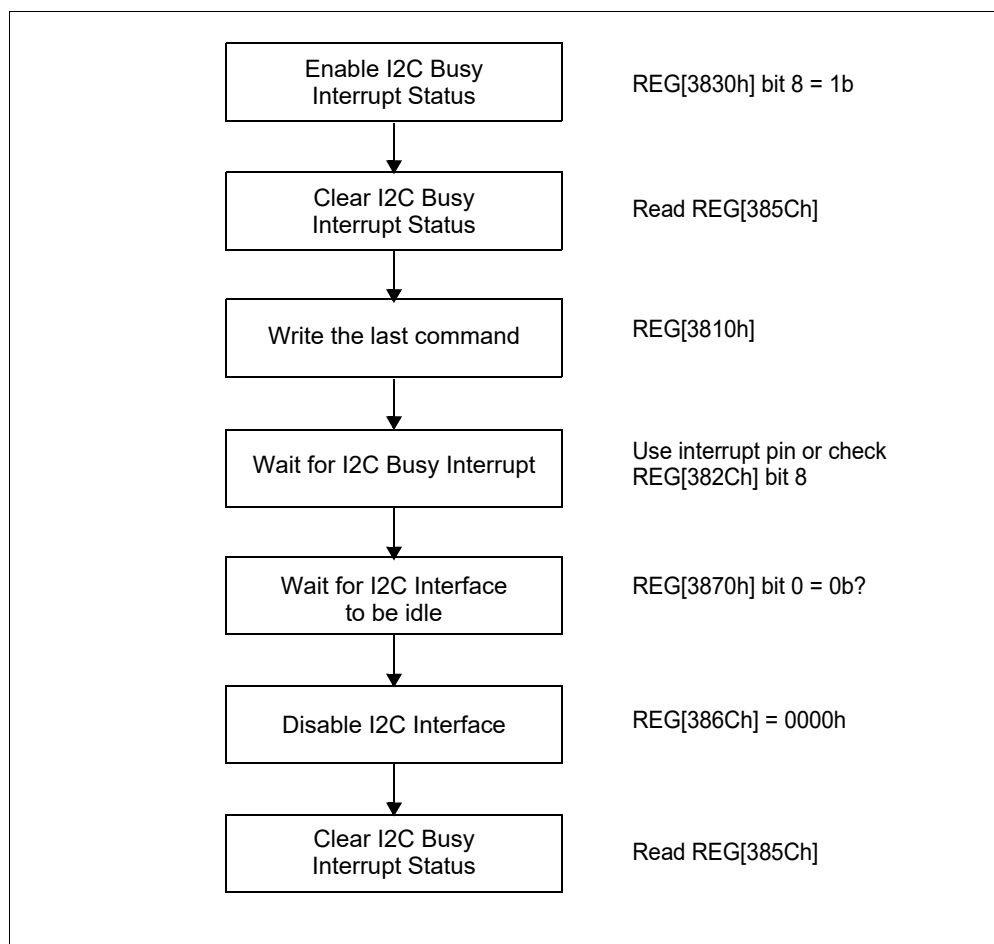 Enable I2C Busy
Interrupt Status
REG[3830h] bit 8 = 1b
Clear I2C Busy
Interrupt Status
Read REG[385Ch]
Write the last command
REG[3810h]
Wait for I2C Busy Interrupt
Use interrupt pin or check
REG[382Ch] bit 8
Wait for I2C Interface
to be idle
REG[3870h] bit 0 = 0b?
Disable I2C Interface
REG[386Ch] = 0000h
Clear I2C Busy
Interrupt Status
Read REG[385Ch]